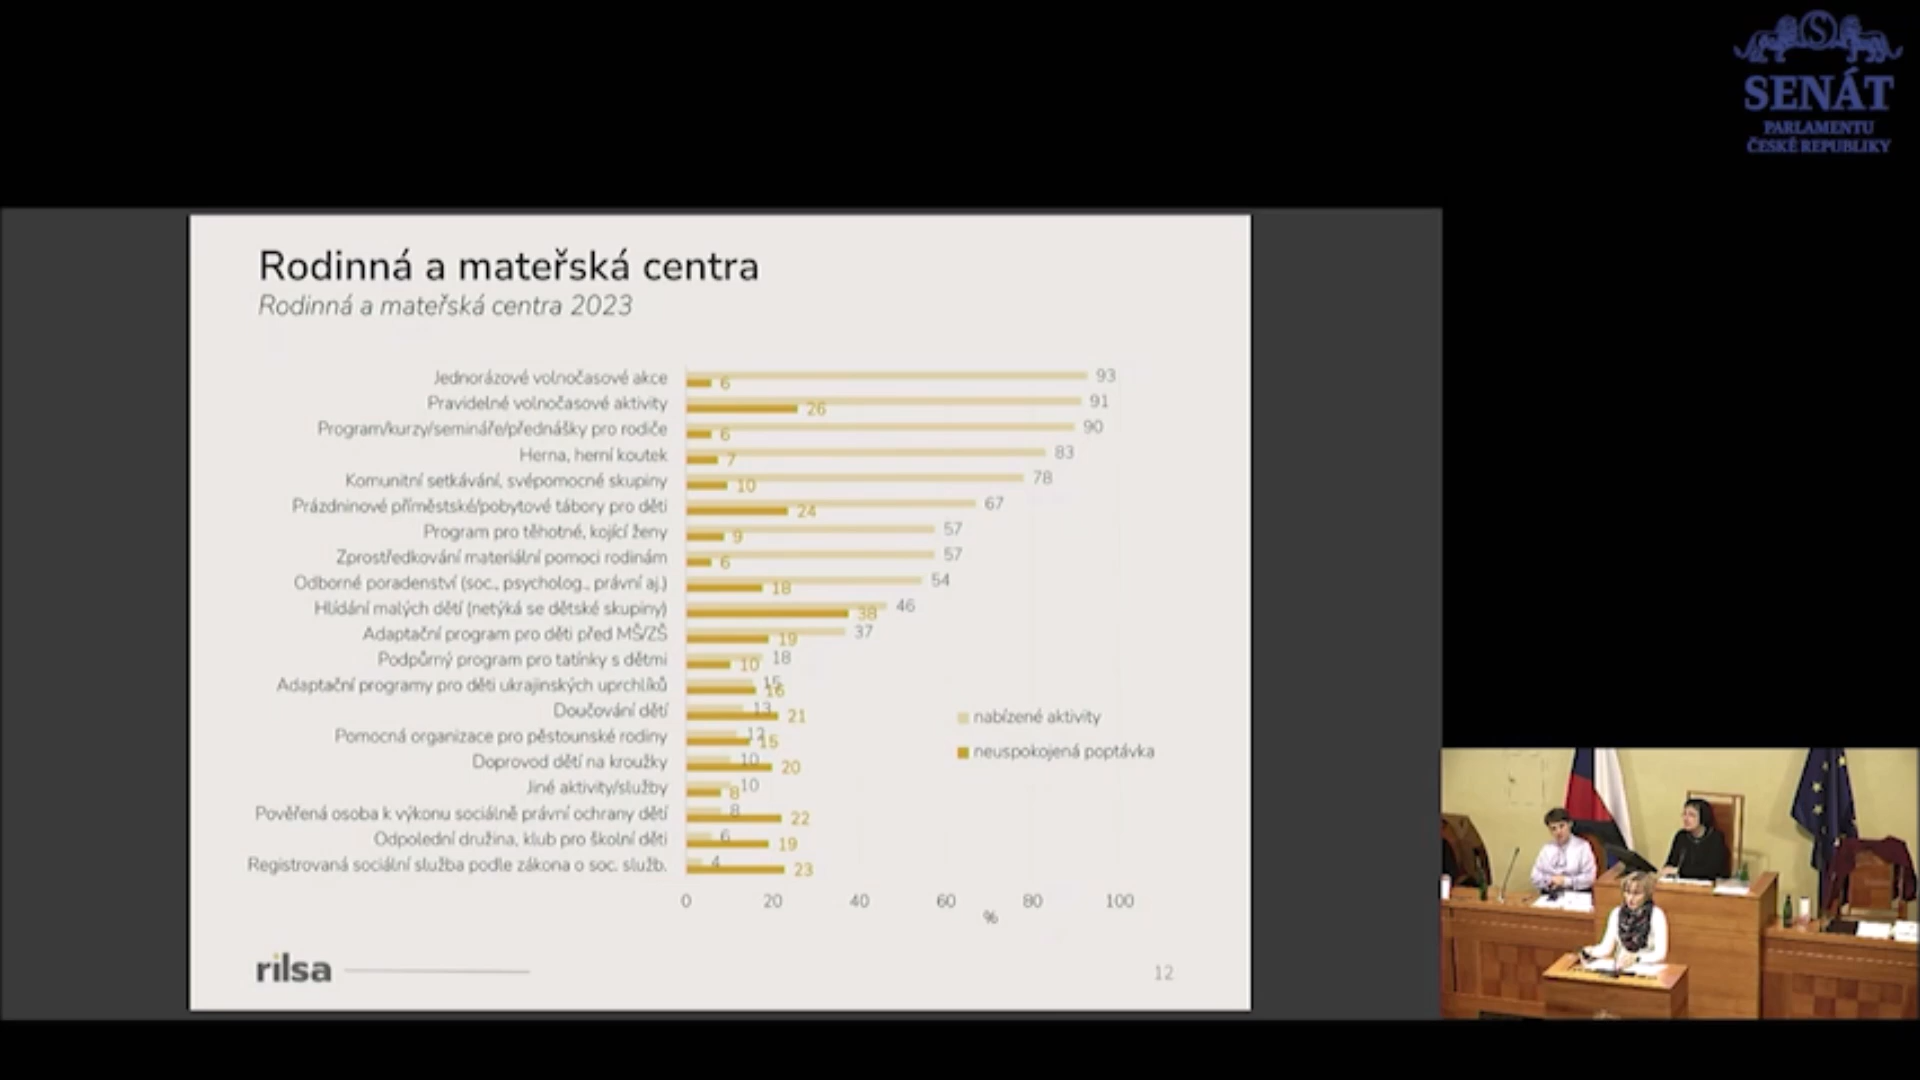 SENÁT
PARLAMENTU
ČESKÉ REPUBLIKY
Rodinná a mateřská centra
Rodinná a mateřská centra 2023
Jednorázové volnočasové akce 93 6
Pravidelné volnočasové aktivity 91 26
Program/kurzy/semináře/přednášky pro rodiče 90 6
Herna, herní koutek 83 7
Komunitní setkávání, svépomocné skupiny 78 10
Prázdninové příměstské/pobytové tábory pro děti 67 24
Program pro těhotné, kojící ženy 57 9
Zprostředkování materiální pomoci rodinám 57 6
Odborné poradenství (soc., psycholog., právní aj.) 54 18
Hlídání malých dětí (netýká se dětské skupiny) 46 38
Adaptační program pro děti před MŠ/ZŠ 37 19
Podpůrný program pro tatínky s dětmi 18 10
Adaptační programy pro děti ukrajinských uprchlíků 15 16
Doučování dětí 13 21
Pomocná organizace pro pěstounské rodiny 12 15
Doprovod dětí na kroužky 10 20
Jiné aktivity/služby 10 8
Pověřená osoba k výkonu sociálně právní ochrany dětí 8 22
Odpolední družina, klub pro školní děti 6 19
Registrovaná sociální služba podle zákona o soc. služb. 4 23
nabízené aktivity
neuspokojená poptávka
0 20 40 60 80 100
%
rilsa
12